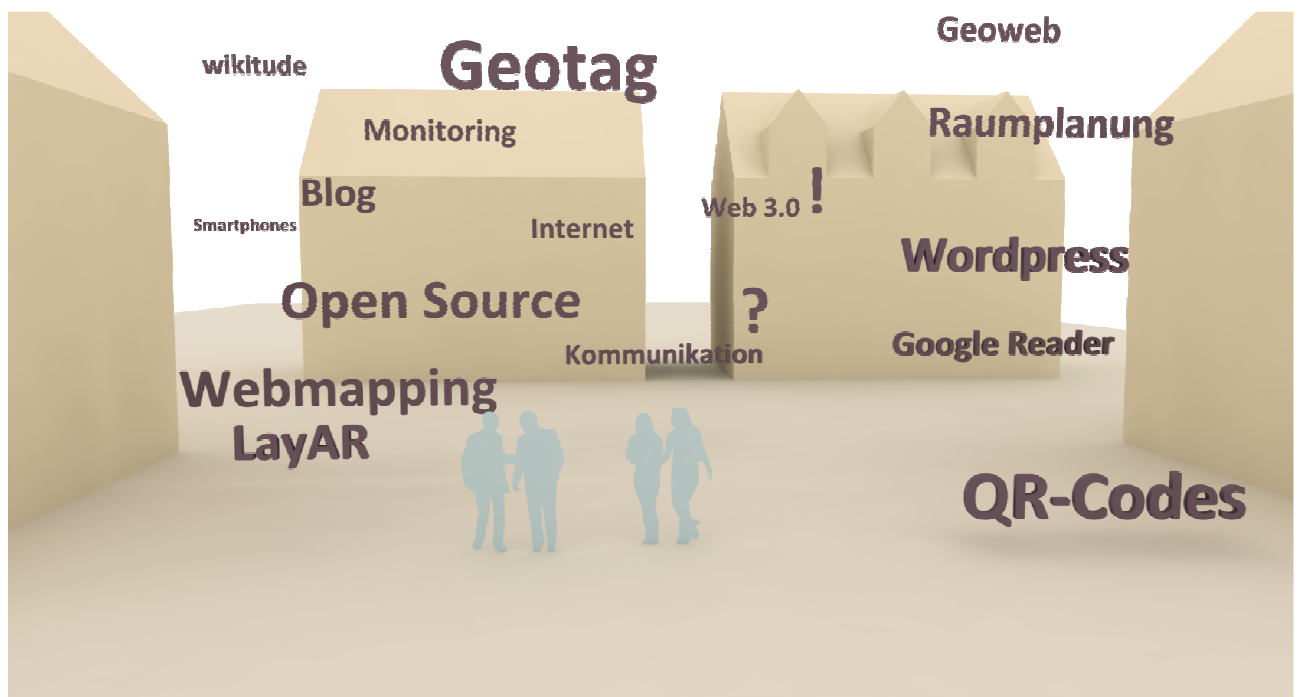 Geoweb
Geotag
wikitude
Raumplanung
Monitoring
Blog
!
Web 3.0
Smartphones
Internet
Wordpress
Open Source
?
Google Reader
Kommunikation
Webmapping
LayAR
QR-Codes